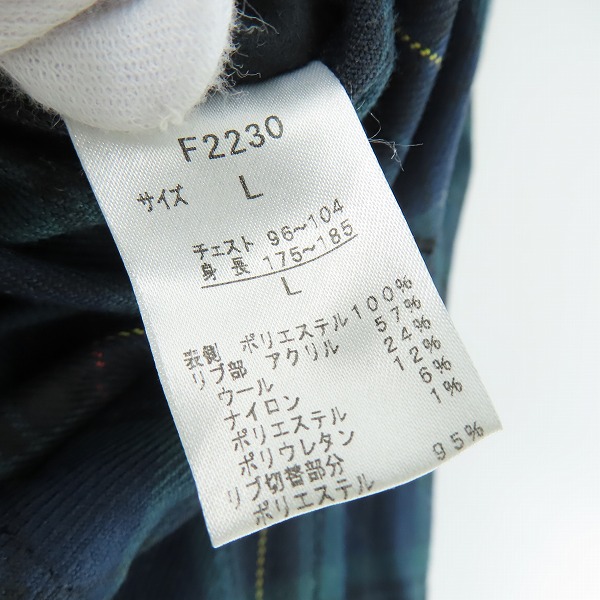 F2230
サイズ L
チェスト 96~104
身長 175~185
L
表側 ポリエステル100%
リブ部 アクリル 57%
ウール 24%
ナイロン 12%
ポリエステル 6%
ポリウレタン 1%
リブ切替部分
ポリエステル 95%